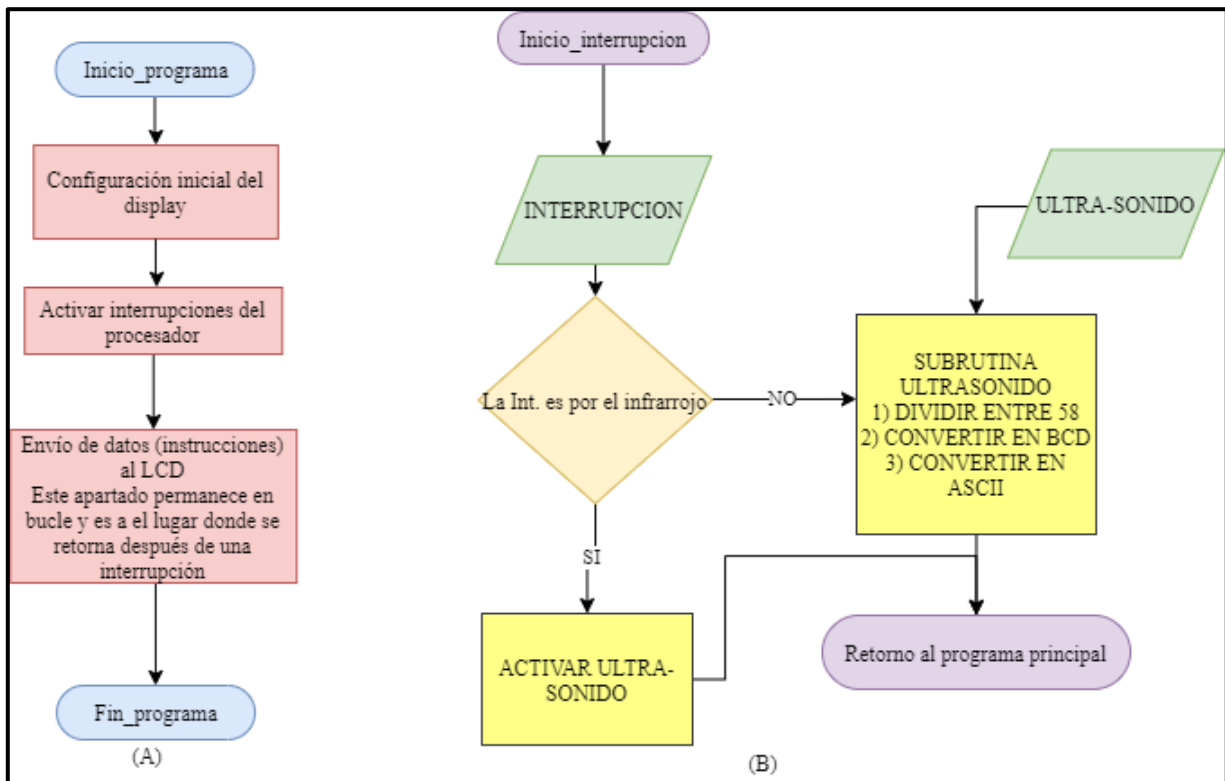 Inicio_programa
Configuración inicial del
display
Activar interrupciones del
procesador
Envío de datos (instrucciones)
al LCD
Este apartado permanece en
bucle y es a el lugar donde se
retorna después de una
interrupción
Fin_programa
(A)
Inicio_interrupcion
INTERRUPCION
La Int. es por el infrarrojo
NO
SI
ACTIVAR ULTRA-
SONIDO
ULTRA-SONIDO
SUBRUTINA
ULTRASONIDO
1) DIVIDIR ENTRE 58
2) CONVERTIR EN BCD
3) CONVERTIR EN
ASCII
Retorno al programa principal
(B)